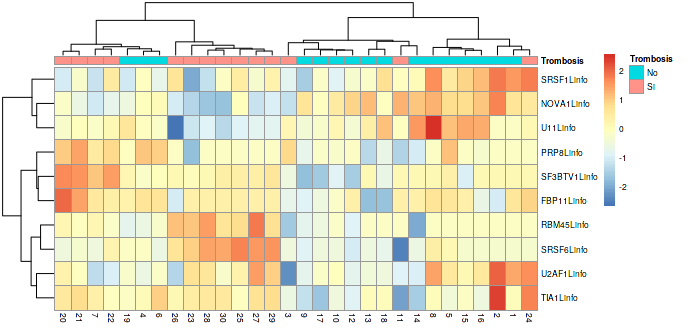 Trombosis
SRSF1Linfo
NOVA1Linfo
U11Linfo
PRP8Linfo
SF3BTV1Linfo
FBP11Linfo
RBM45Linfo
SRSF6Linfo
U2AF1Linfo
TIA1Linfo
20 21 7 22 19 4 6 26 23 28 30 25 27 29 3 9 17 10 12 13 18 11 14 8 5 15 16 2 1 24
2
1
0
-1
-2
Trombosis
No
Si